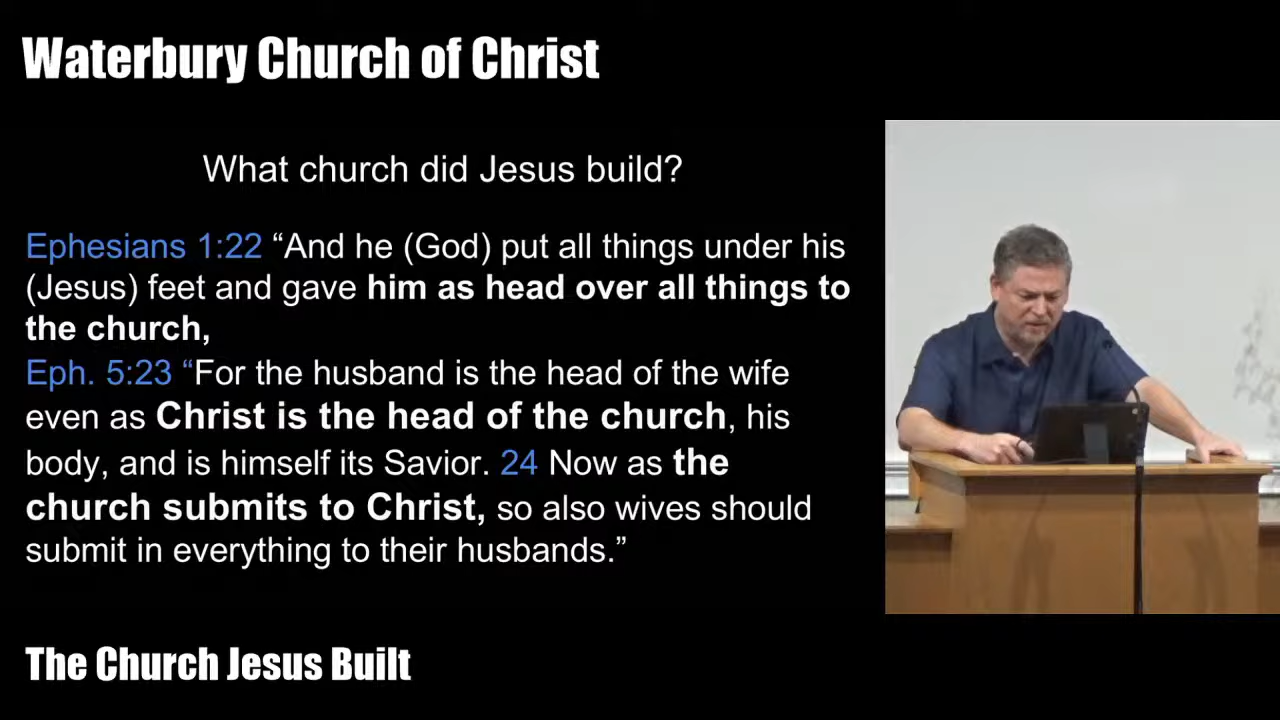 Waterbury Church of Christ
What church did Jesus build?
Ephesians 1:22 “And he (God) put all things under his
(Jesus) feet and gave him as head over all things to
the church,
Eph. 5:23 “For the husband is the head of the wife
even as Christ is the head of the church, his
body, and is himself its Savior. 24 Now as the
church submits to Christ, so also wives should
submit in everything to their husbands.”
The Church Jesus Built